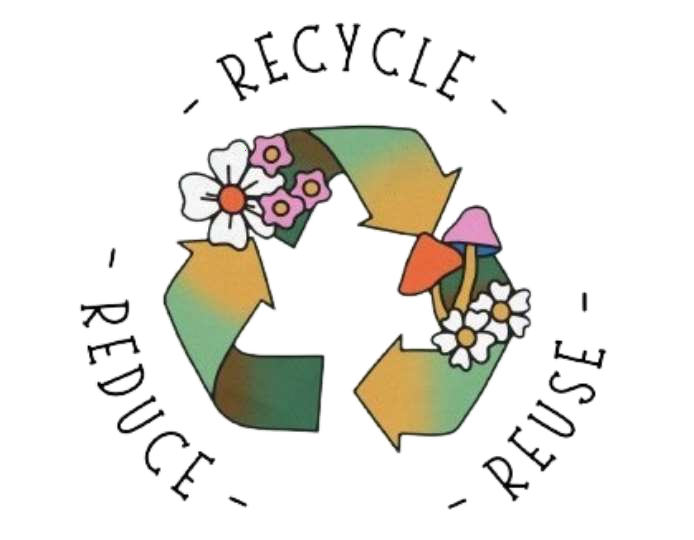 - RECYCLE -
- REDUCE -
- REUSE -